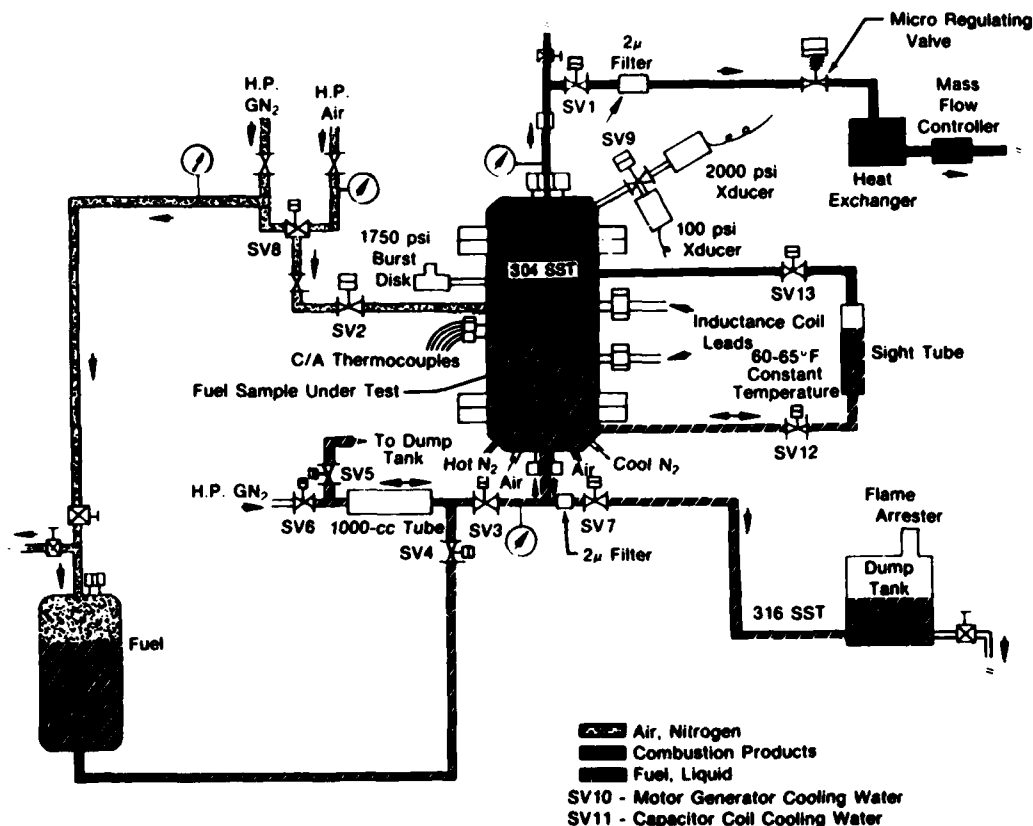 Micro Regulating
Valve
2μ
Filter
H.P.
GN₂
H.P.
Air
SV1
Mass
Flow
Controller
SV9
2000 psi
Xducer
Heat
Exchanger
SV8
1750 psi
Burst
Disk
100 psi
Xducer
304 SST
SV13
SV2
Inductance Coil
Leads
C/A Thermocouples
60-65°F
Constant
Temperature
Sight Tube
Fuel Sample Under Test
To Dump
Tank
SV5
Hot N₂
Air
Air
Cool N₂
SV12
H.P. GN₂
SV6
1000-cc Tube
SV3
SV7
SV4
2μ Filter
Flame
Arrester
Dump
Tank
316 SST
Fuel
Air, Nitrogen
Combustion Products
Fuel, Liquid
SV10 - Motor Generator Cooling Water
SV11 - Capacitor Coil Cooling Water